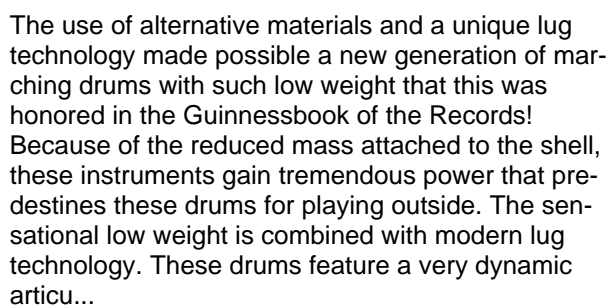 The use of alternative materials and a unique lug
technology made possible a new generation of mar-
ching drums with such low weight that this was
honored in the Guinnessbook of the Records!
Because of the reduced mass attached to the shell,
these instruments gain tremendous power that pre-
destines these drums for playing outside. The sen-
sational low weight is combined with modern lug
technology. These drums feature a very dynamic
articu...